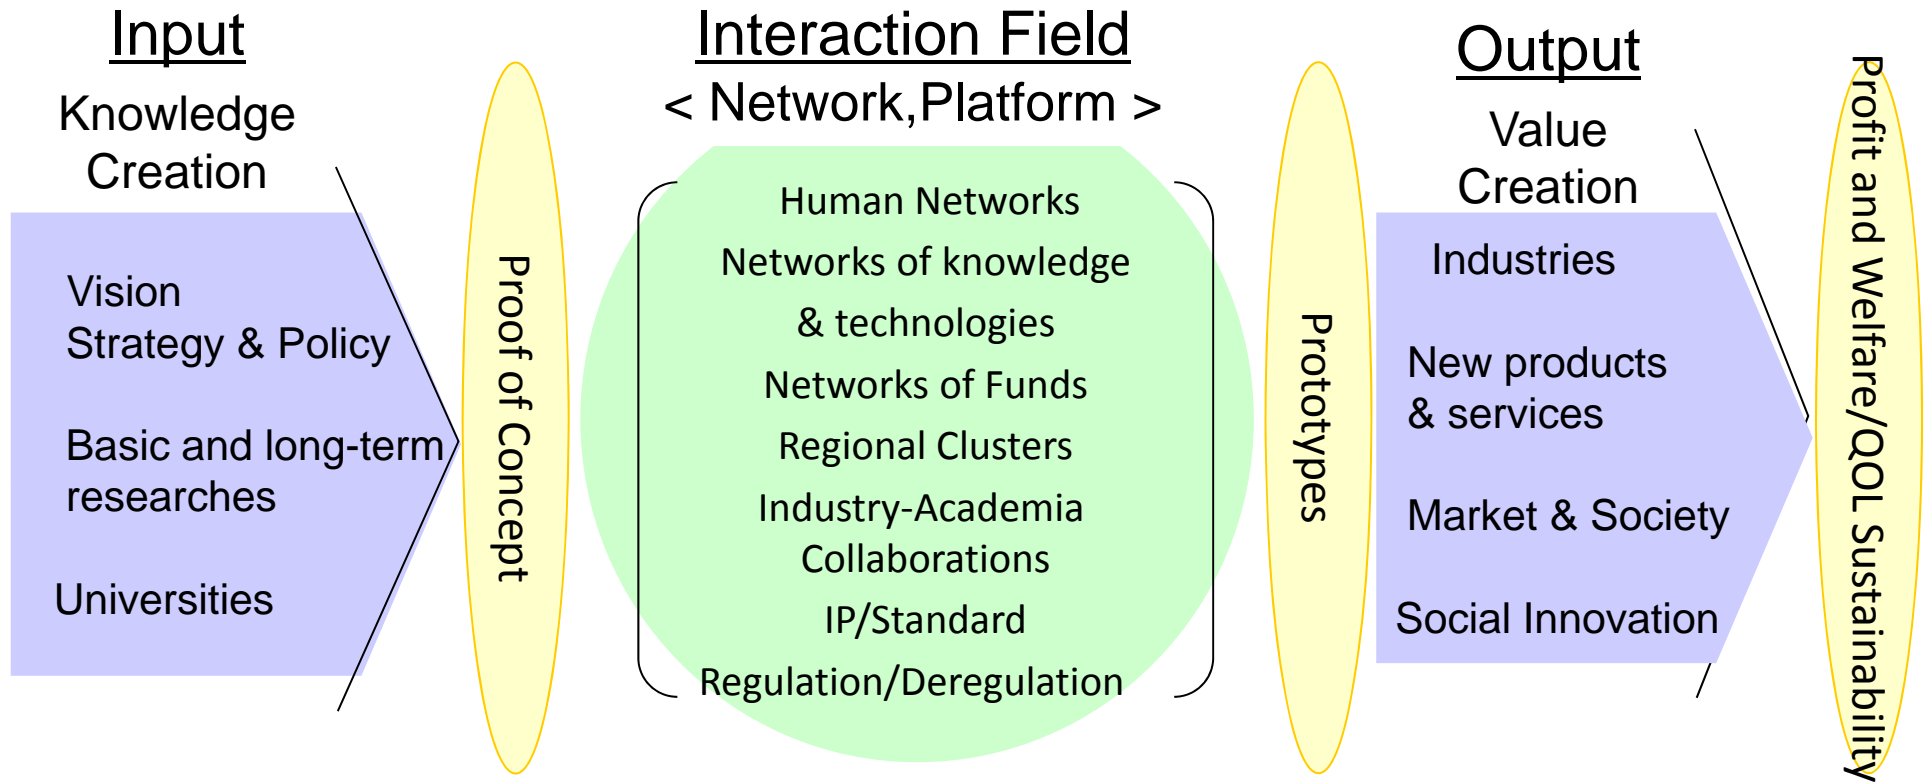 Input
Knowledge
Creation
Vision
Strategy & Policy
Basic and long-term
researches
Universities
Proof of Concept
Interaction Field
< Network,Platform >
Human Networks
Networks of knowledge
& technologies
Networks of Funds
Regional Clusters
Industry-Academia
Collaborations
IP/Standard
Regulation/Deregulation
Prototypes
Output
Value
Creation
Industries
New products
& services
Market & Society
Social Innovation
Profit and Welfare/QOL Sustainability